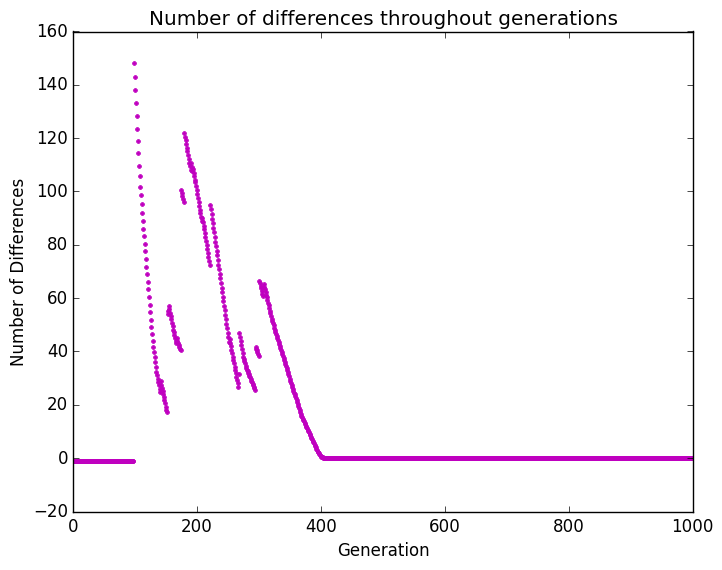 Number of differences throughout generations
160
140
120
100
80
60
40
20
0
−20
Number of Differences
0 200 400 600 800 1000
Generation